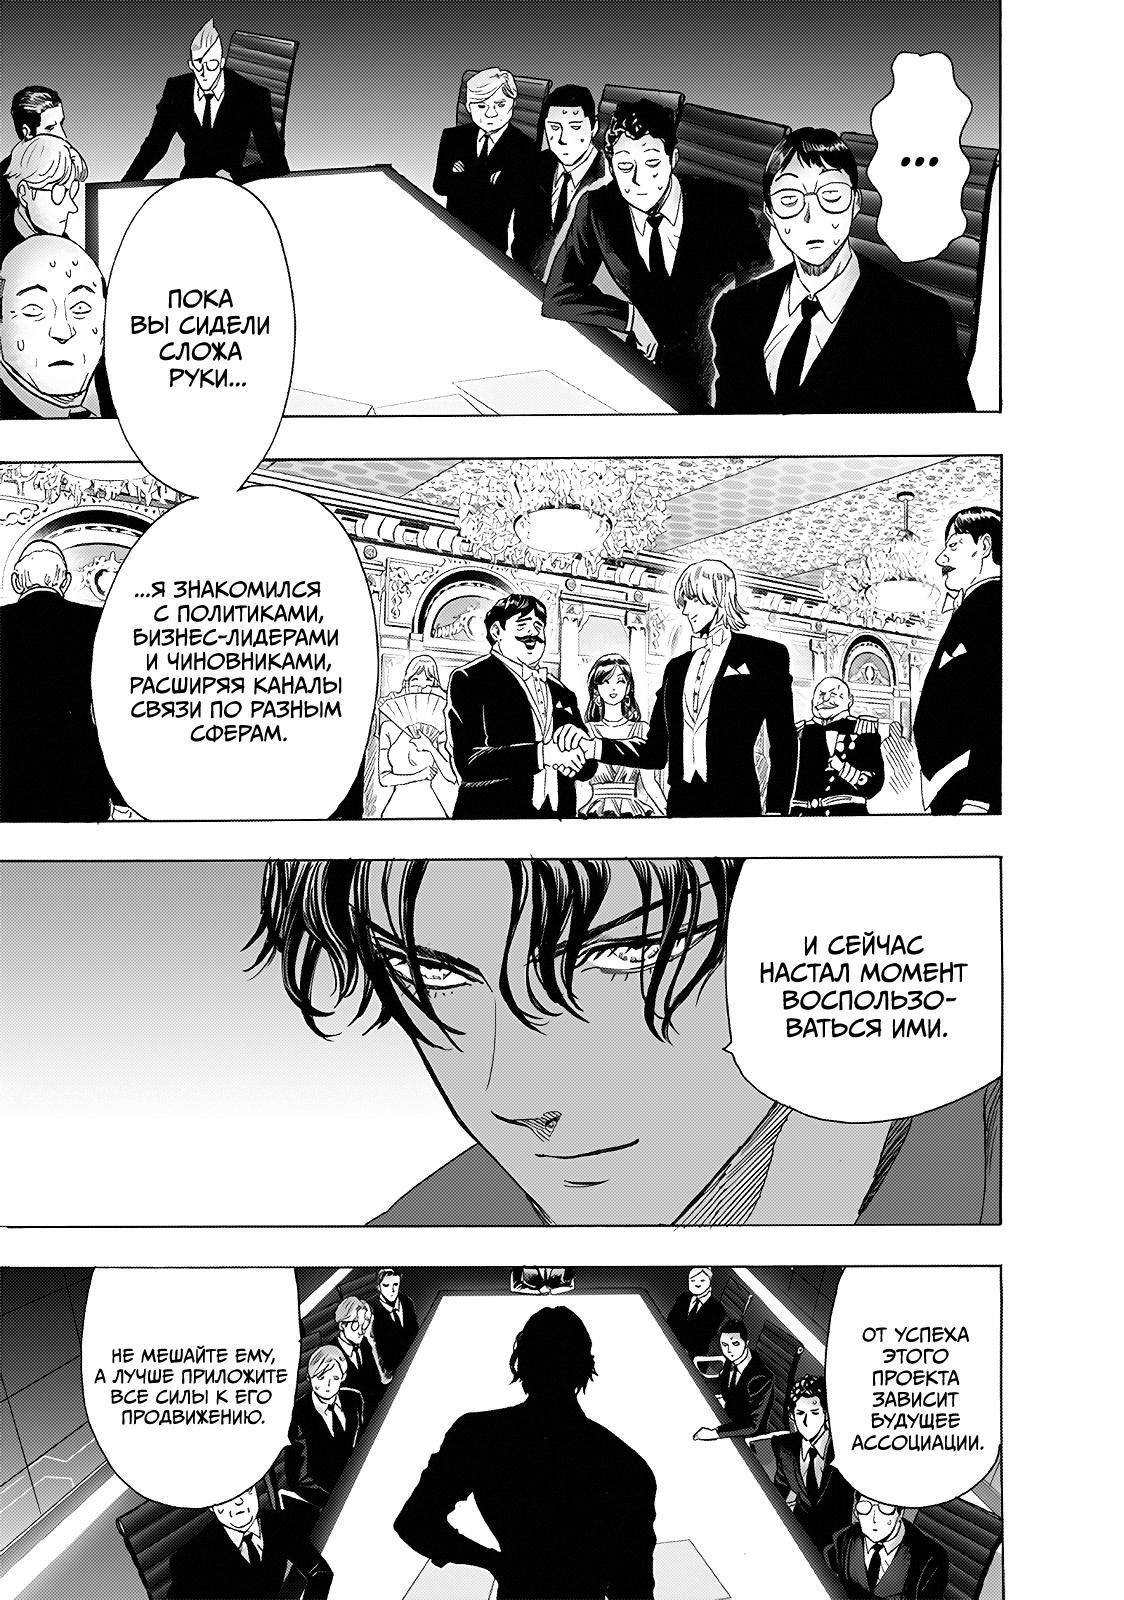 ...
ПОКА
ВЫ СИДЕЛИ
СЛОЖА
РУКИ...
...Я ЗНАКОМИЛСЯ
С ПОЛИТИКАМИ,
БИЗНЕС-ЛИДЕРАМИ
И ЧИНОВНИКАМИ,
РАСШИРЯЯ КАНАЛЫ
СВЯЗИ ПО РАЗНЫМ
СФЕРАМ.
И СЕЙЧАС
НАСТАЛ МОМЕНТ
ВОСПОЛЬЗО-
ВАТЬСЯ ИМИ.
ОТ УСПЕХА
ЭТОГО
ПРОЕКТА
ЗАВИСИТ
БУДУЩЕЕ
АССОЦИАЦИИ.
НЕ МЕШАЙТЕ ЕМУ,
А ЛУЧШЕ ПРИЛОЖИТЕ
ВСЕ СИЛЫ К ЕГО
ПРОДВИЖЕНИЮ.